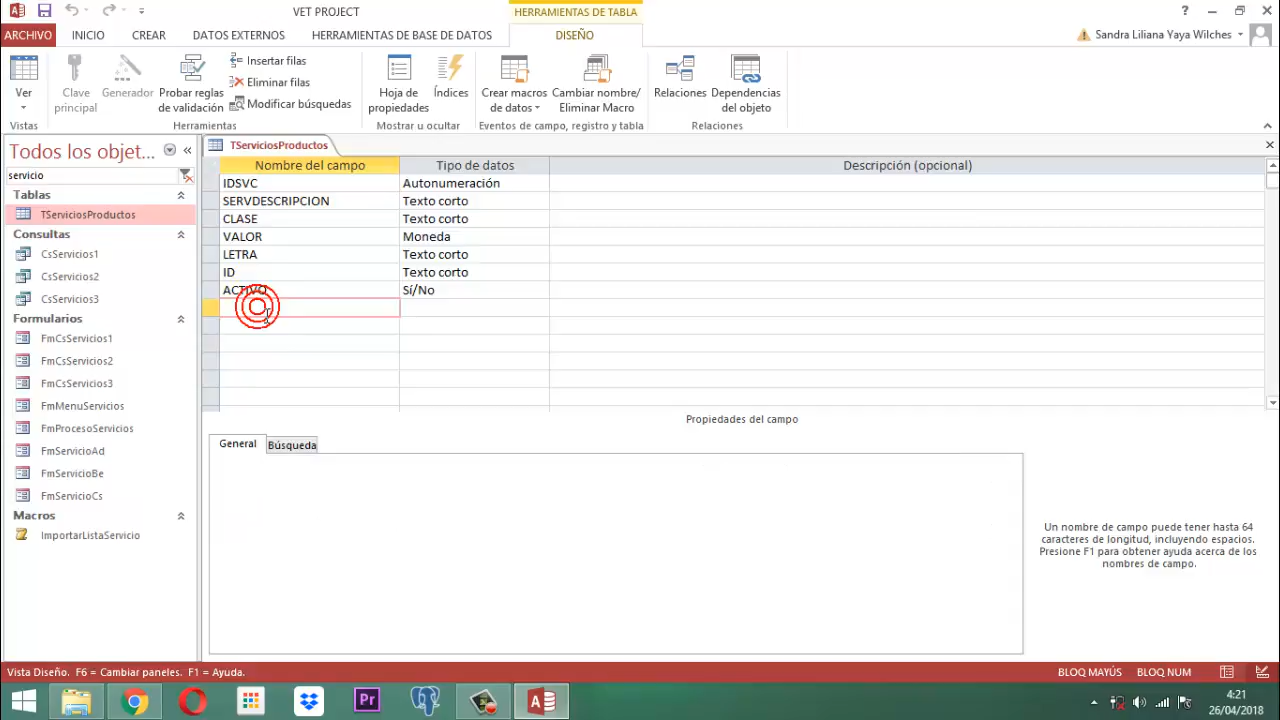 VET PROJECT
HERRAMIENTAS DE TABLA
?
ARCHIVO INICIO CREAR DATOS EXTERNOS HERRAMIENTAS DE BASE DE DATOS DISEÑO
Sandra Liliana Yaya Wilches
Ver
Clave principal
Generador
Probar reglas de validación
Insertar filas
Eliminar filas
Modificar búsquedas
Hoja de propiedades
Índices
Crear macros de datos
Cambiar nombre/ Eliminar Macro
Relaciones
Dependencias del objeto
Vistas Herramientas Mostrar u ocultar Eventos de campo, registro y tabla Relaciones
Todos los objet...
servicio
Tablas
TServiciosProductos
Consultas
CsServicios1
CsServicios2
CsServicios3
Formularios
FmCsServicios1
FmCsServicios2
FmCsServicios3
FmMenuServicios
FmProcesoServicios
FmServicioAd
FmServicioBe
FmServicioCs
Macros
ImportarListaServicio
TServiciosProductos
Nombre del campo Tipo de datos Descripción (opcional)
IDSVC Autonumeración
SERVDESCRIPCION Texto corto
CLASE Texto corto
VALOR Moneda
LETRA Texto corto
ID Texto corto
ACTIVO Sí/No
Propiedades del campo
General Búsqueda
Un nombre de campo puede tener hasta 64
caracteres de longitud, incluyendo espacios.
Presione F1 para obtener ayuda acerca de los
nombres de campo.
Vista Diseño. F6 = Cambiar paneles. F1 = Ayuda. BLOQ MAYÚS BLOQ NUM
Pr
4:21
26/04/2018